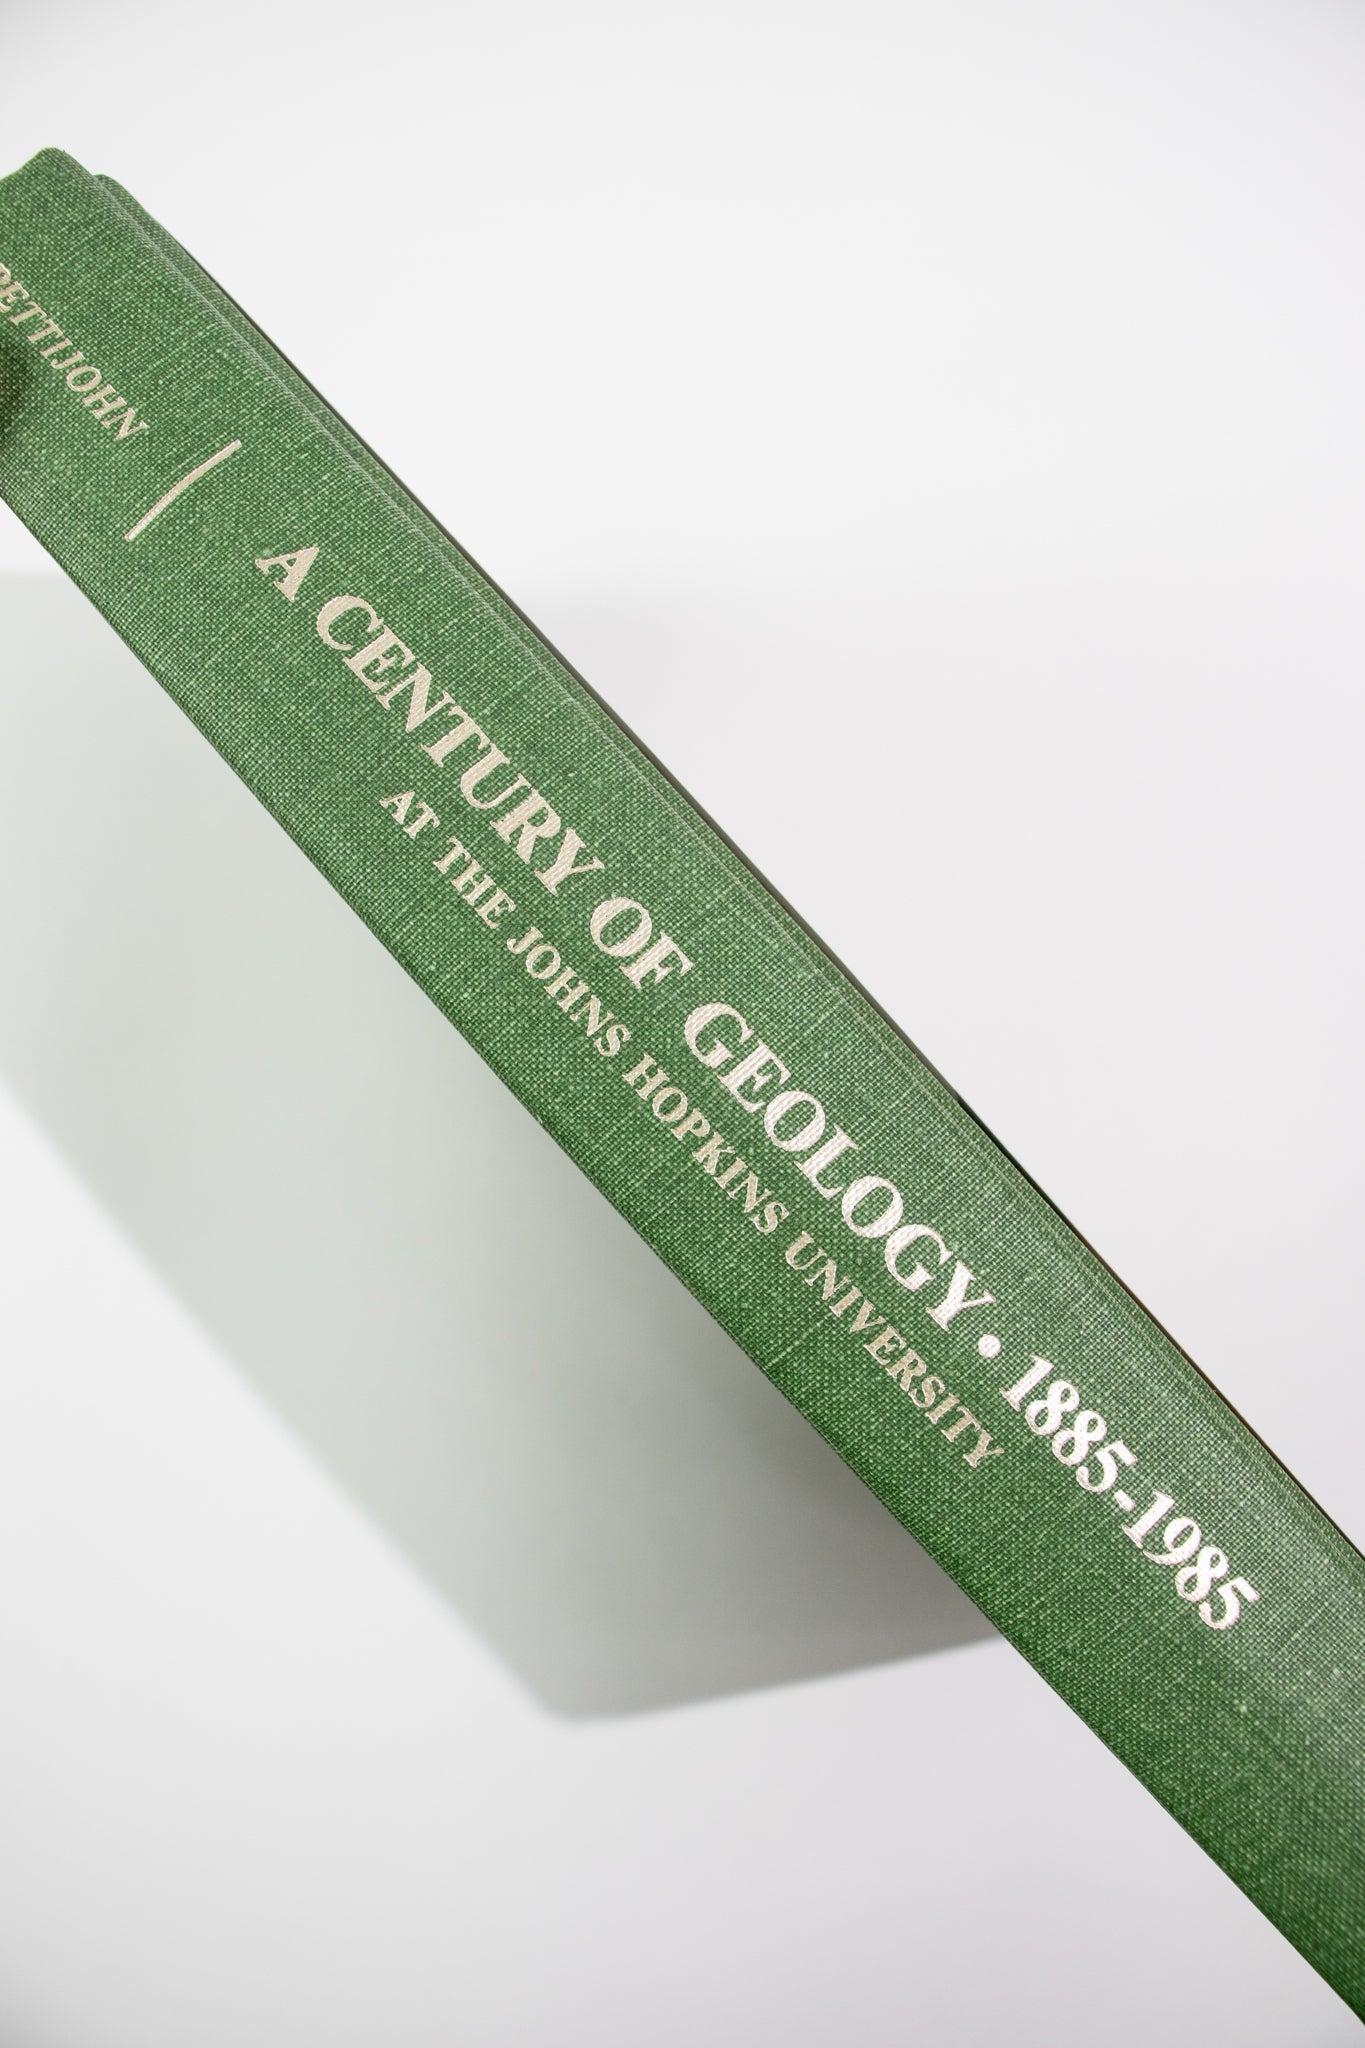 PETTIJOHN
A CENTURY OF GEOLOGY • 1885-1985
AT THE JOHNS HOPKINS UNIVERSITY